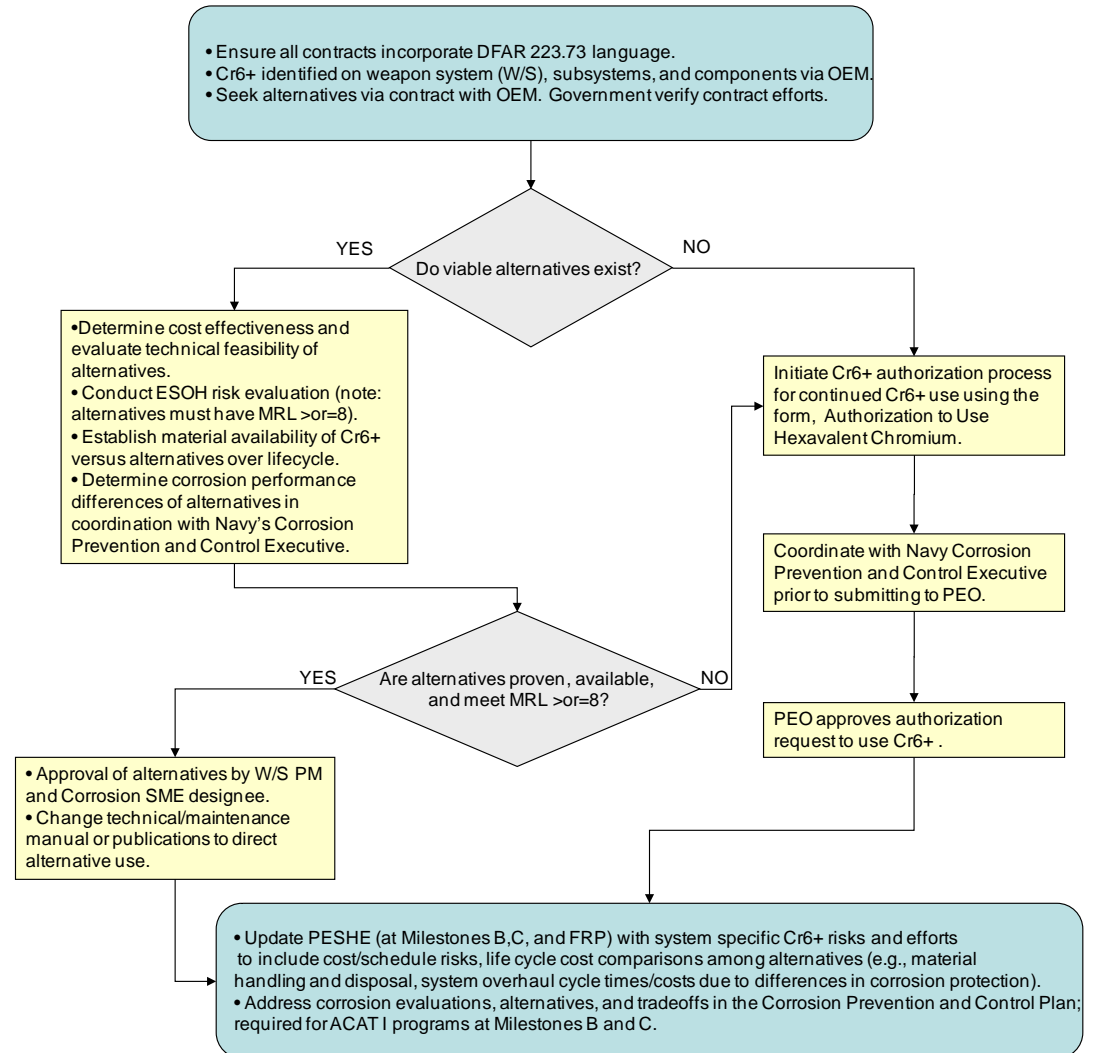 • Ensure all contracts incorporate DFAR 223.73 language.
• Cr6+ identified on weapon system (W/S), subsystems, and components via OEM.
• Seek alternatives via contract with OEM. Government verify contract efforts.
YES
NO
Do viable alternatives exist?
•Determine cost effectiveness and
evaluate technical feasibility of
alternatives.
• Conduct ESOH risk evaluation (note:
alternatives must have MRL >or=8).
• Establish material availability of Cr6+
versus alternatives over lifecycle.
• Determine corrosion performance
differences of alternatives in
coordination with Navy's Corrosion
Prevention and Control Executive.
Initiate Cr6+ authorization process
for continued Cr6+ use using the
form, Authorization to Use
Hexavalent Chromium.
Coordinate with Navy Corrosion
Prevention and Control Executive
prior to submitting to PEO.
YES
Are alternatives proven, available,
and meet MRL >or=8?
NO
PEO approves authorization
request to use Cr6+ .
• Approval of alternatives by W/S PM
and Corrosion SME designee.
• Change technical/maintenance
manual or publications to direct
alternative use.
• Update PESHE (at Milestones B,C, and FRP) with system specific Cr6+ risks and efforts
to include cost/schedule risks, life cycle cost comparisons among alternatives (e.g., material
handling and disposal, system overhaul cycle times/costs due to differences in corrosion protection).
• Address corrosion evaluations, alternatives, and tradeoffs in the Corrosion Prevention and Control Plan;
required for ACAT I programs at Milestones B and C.